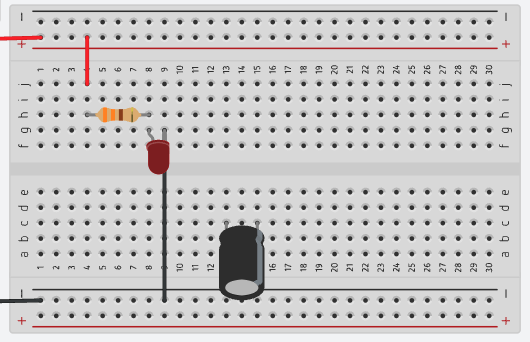 − −
+ +
1 2 3 4 5 6 7 8 9 10 11 12 13 14 15 16 17 18 19 20 21 22 23 24 25 26 27 28 29 30
j j
i i
h h
g g
f f
e e
d d
c c
b b
a a
1 2 3 4 5 6 7 8 9 10 11 12 16 17 18 19 20 21 22 23 24 25 26 27 28 29 30
− −
+ +